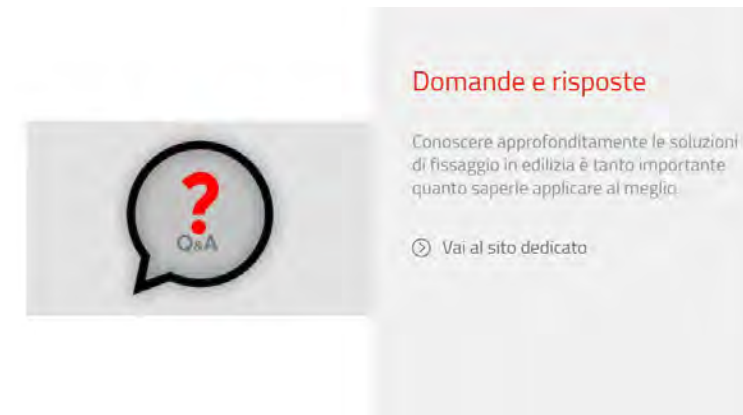 ?
Q&A
Domande e risposte
Conoscere approfonditamente le soluzioni
di fissaggio in edilizia è tanto importante
quanto saperle applicare al meglio.
Vai al sito dedicato